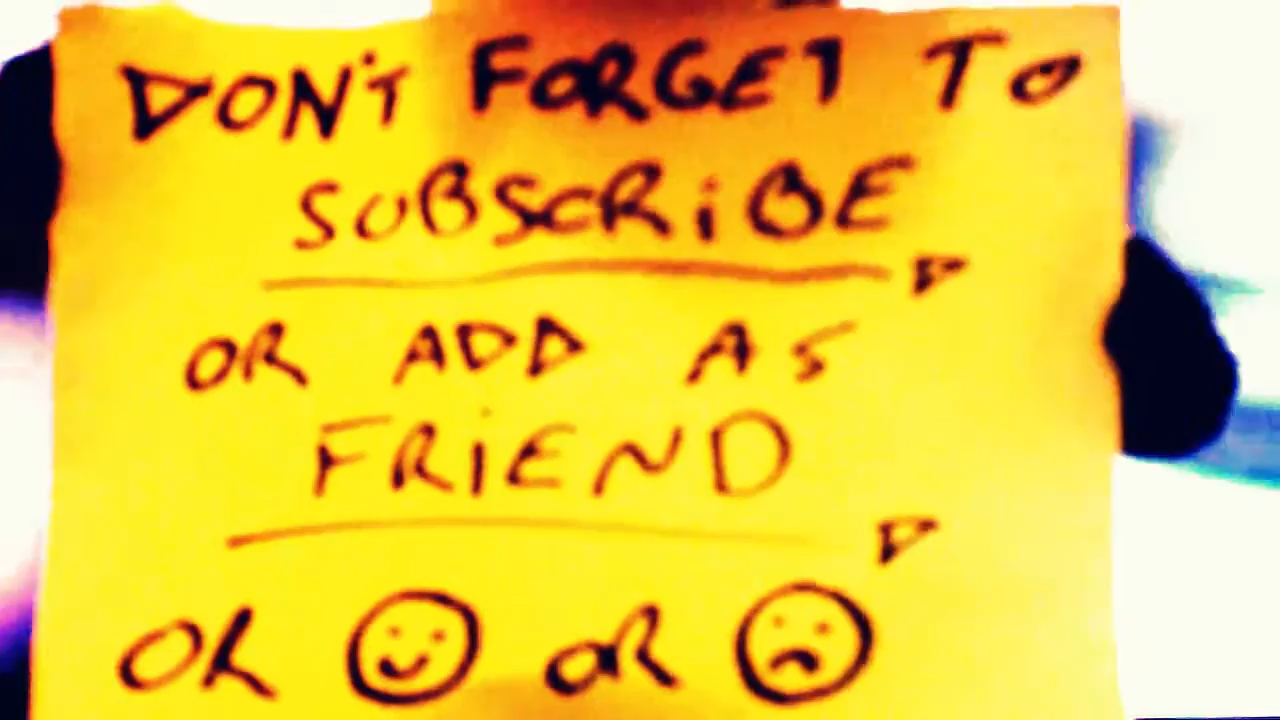 DON'T FORGET TO
SUBSCRiBE
OR ADD AS
FRiEND
OR ☺ OR ☹